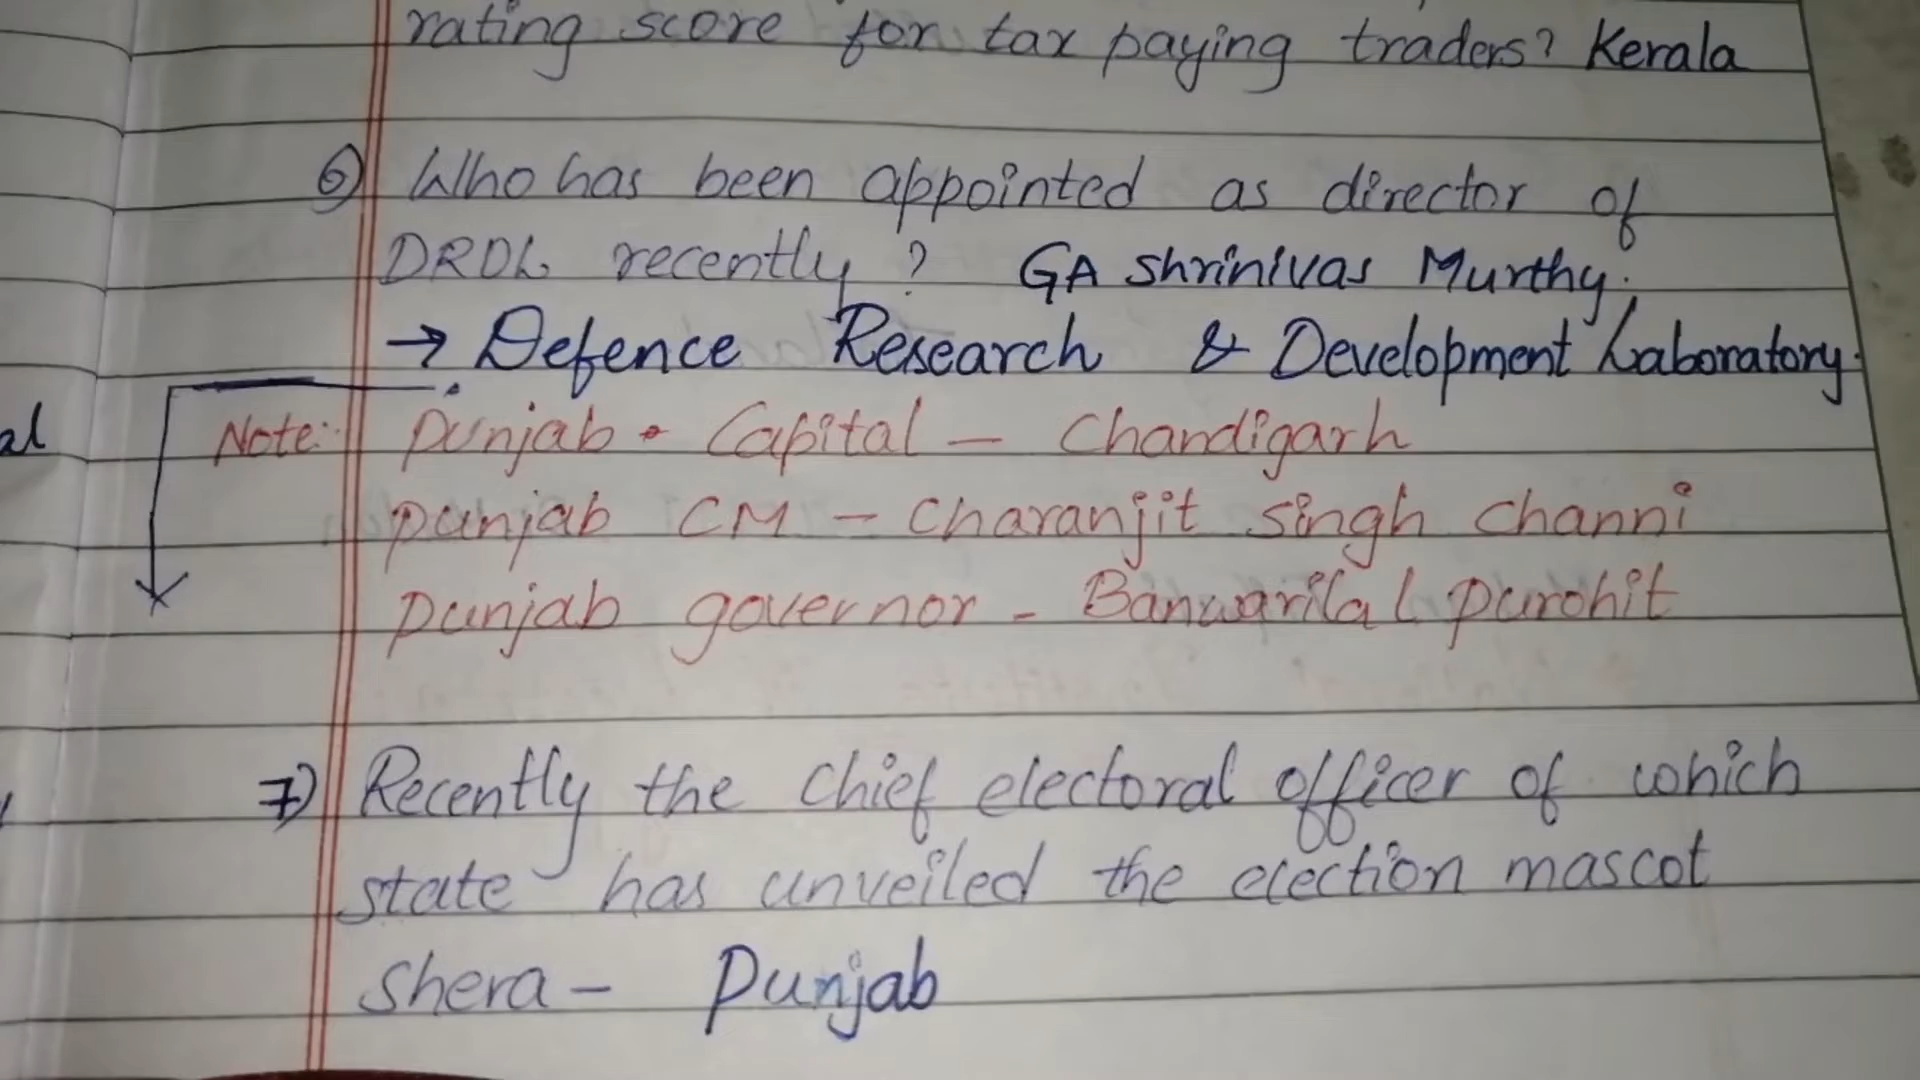 rating score for tax paying traders? Kerala
6) Who has been appointed as director of
DRDL recently? GA Shrinivas Murthy.
→ Defence Research & Development Laboratory.
al
Note: Punjab - Capital - Chandigarh
punjab CM - Charanjit singh Channi
punjab governor - Banwarilal purohit
7) Recently the Chief electoral officer of which
state has unveiled the election mascot
Shera - Punjab